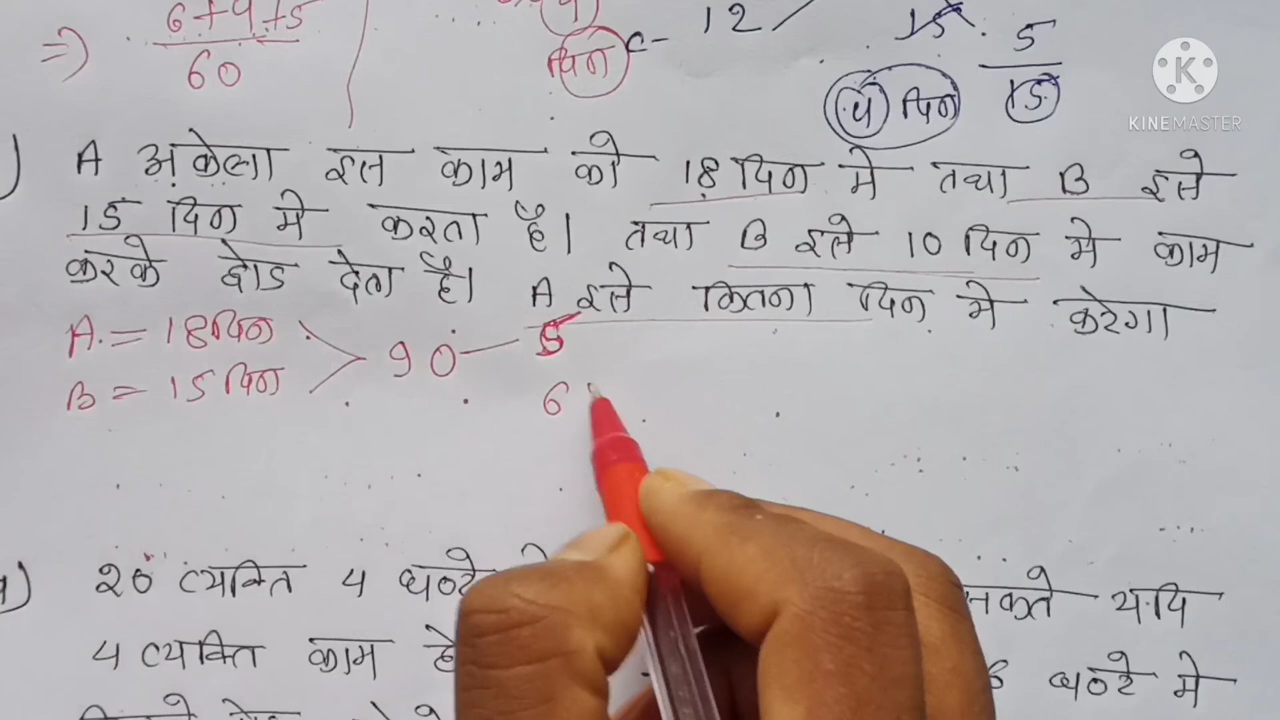 6+4+5
=> 60
दिन
c- 12
15 5
4 दिन 15
KINEMASTER
) A अकेला इस काम को 18 दिन मे तथा B इसे
15 दिन मे करता है। तथा B इसे 10 दिन मे काम
करके छोड देता है। A इसे कितना दिन मे करेगा
A = 18 दिन > 90 — 5
B = 15 दिन 6
) 20 व्यक्ति 4 घण्टे सकते यदि
4 व्यक्ति काम घण्टे मे